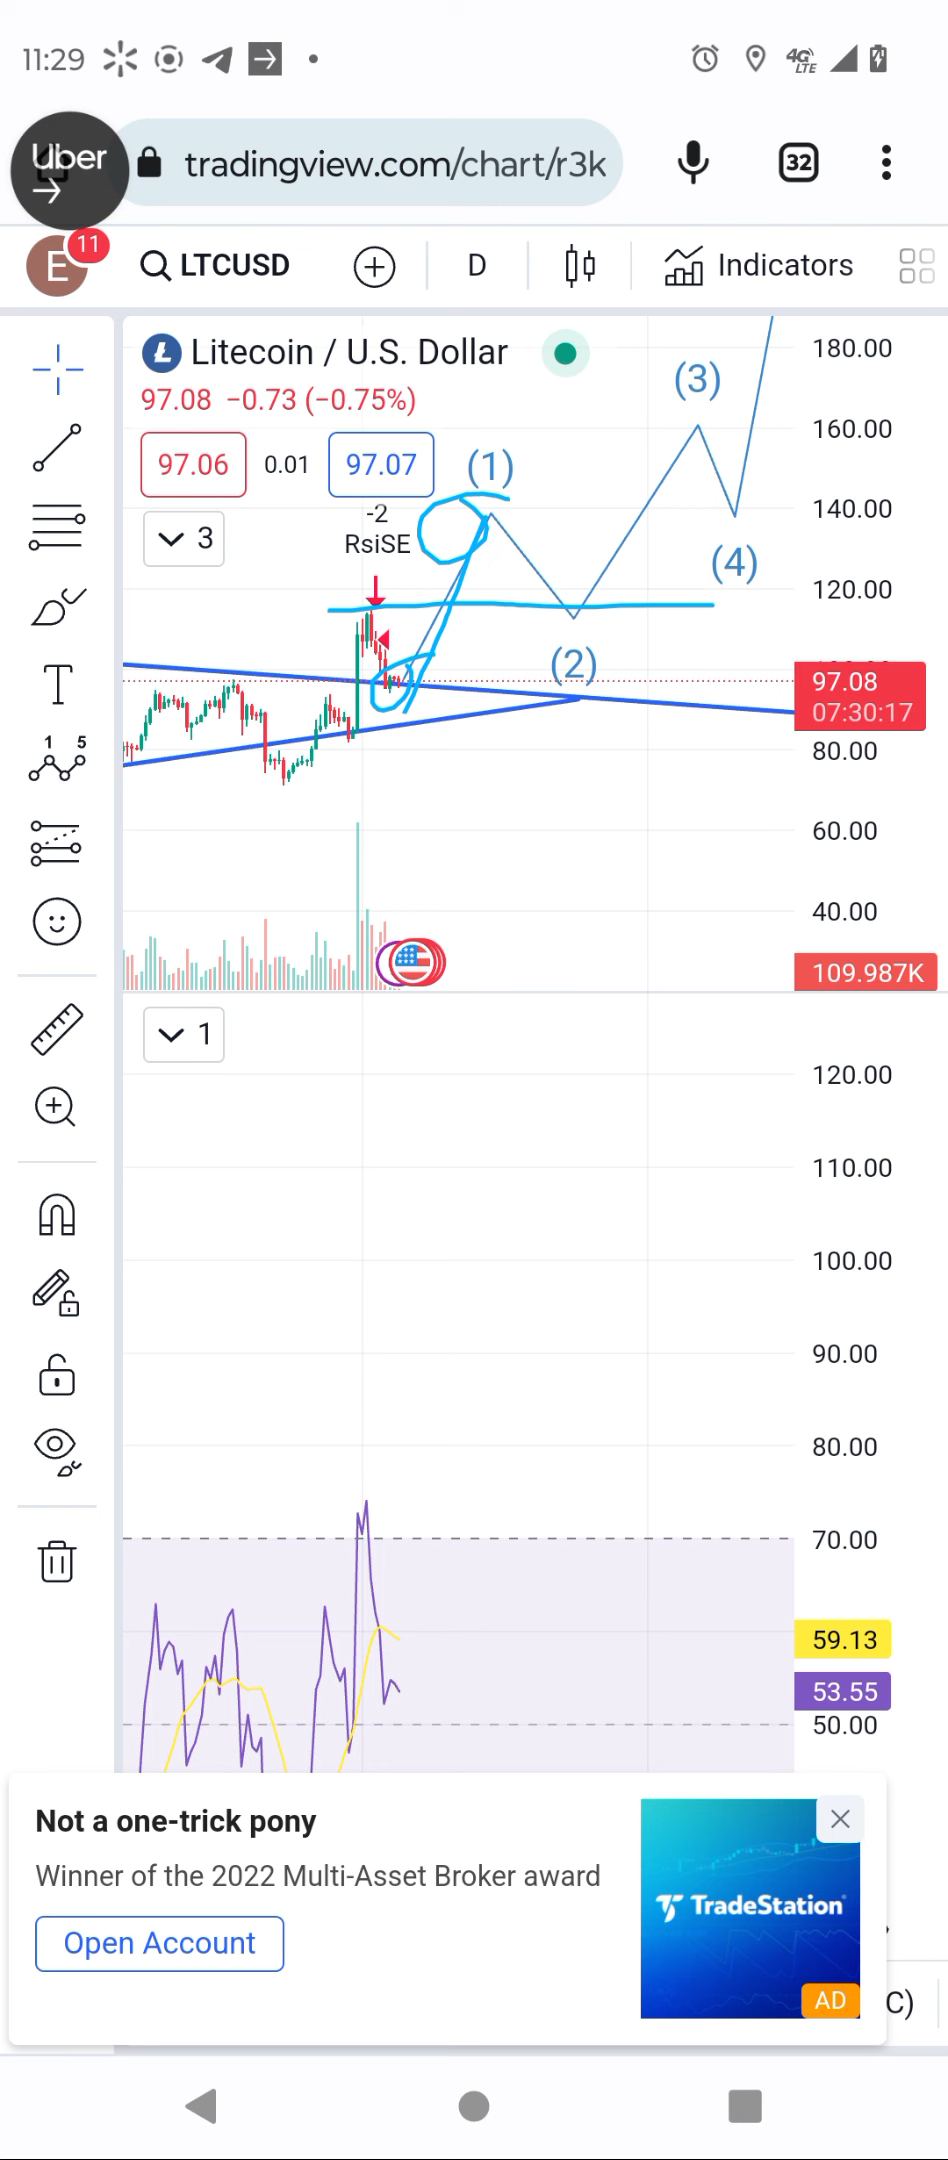 11:29
4G LTE
Uber
tradingview.com/chart/r3k
32
E
11
LTCUSD
D
Indicators
Litecoin / U.S. Dollar
97.08 −0.73 (−0.75%)
97.06
0.01
97.07
3
-2
RsiSE
(1)
(2)
(3)
(4)
180.00
160.00
140.00
120.00
97.08
07:30:17
80.00
60.00
40.00
109.987K
T
1 5
1
120.00
110.00
100.00
90.00
80.00
70.00
59.13
53.55
50.00
Not a one-trick pony
Winner of the 2022 Multi-Asset Broker award
Open Account
TradeStation
AD
C)